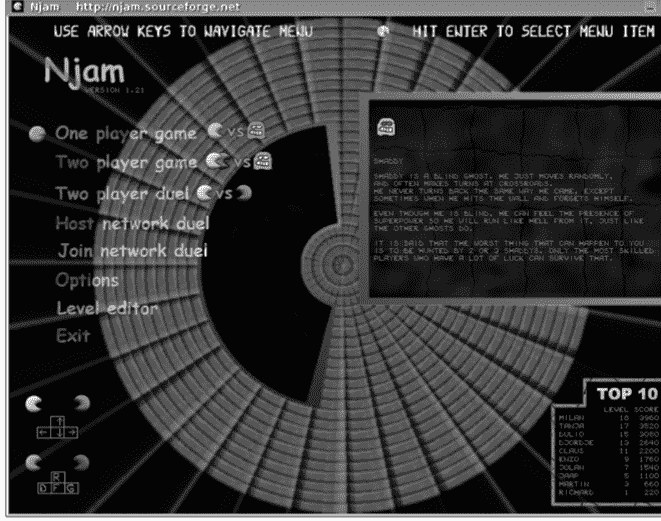 Njam    http://njam.sourceforge.net
USE ARROW KEYS TO NAVIGATE MENU
HIT ENTER TO SELECT MENU ITEM
Njam
VERSION 1.21
One player game vs
Two player game vs
Two player duel vs
Host network duel
Join network duel
Options
Level editor
Exit
SHADDY
SHADDY IS A BLIND GHOST. HE JUST MOVES RANDOMLY,
AND OFTEN MAKES TURNS AT CROSSROADS.
HE NEVER TURNS BACK THE SAME WAY HE CAME, EXCEPT
SOMETIMES WHEN HE HITS THE WALL AND FORGETS HIMSELF.
EVEN THOUGH HE IS BLIND, HE CAN FEEL THE PRESENCE OF
SUPERPOWER SO HE WILL RUN LIKE HELL FROM IT, JUST LIKE
THE OTHER GHOSTS DO.
IT IS SAID THAT THE WORST THING THAT CAN HAPPEN TO YOU
IS TO BE HUNTED BY 2 OR 3 SHADDYS. ONLY THE MOST SKILLED
PLAYERS WHO HAVE A LOT OF LUCK CAN SURVIVE THAT.
TOP 10
LEVEL SCORE
MILAN 18 3960
TANJA 17 3520
DULIO 15 3080
DJORDJE 13 2640
CLAUS 11 2200
ENZO 9 1760
JULAN 7 1540
JAAP 5 1100
MARTIN 3 660
RICHARD 1 220
R
D F G